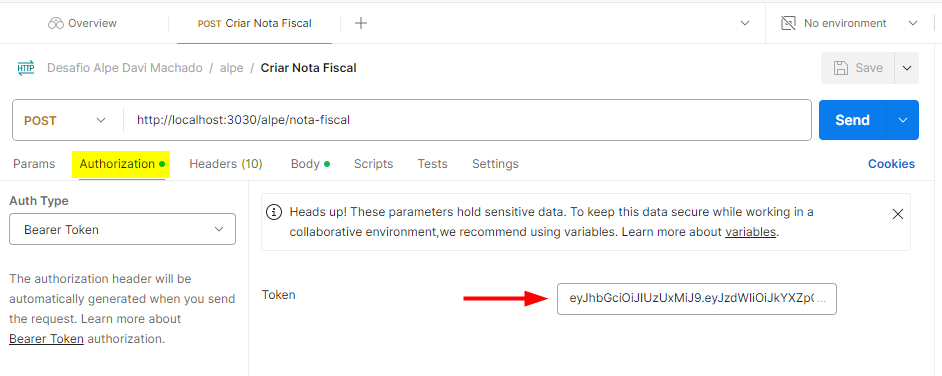 Overview
POST Criar Nota Fiscal
No environment
HTTP Desafio Alpe Davi Machado / alpe / Criar Nota Fiscal
Save
POST
http://localhost:3030/alpe/nota-fiscal
Send
Params Authorization Headers (10) Body Scripts Tests Settings Cookies
Auth Type
Bearer Token
The authorization header will be
automatically generated when you send
the request. Learn more about
Bearer Token authorization.
Heads up! These parameters hold sensitive data. To keep this data secure while working in a
collaborative environment,we recommend using variables. Learn more about variables.
Token
eyJhbGciOiJIUzUxMiJ9.eyJzdWIiOiJkYXZpC ...